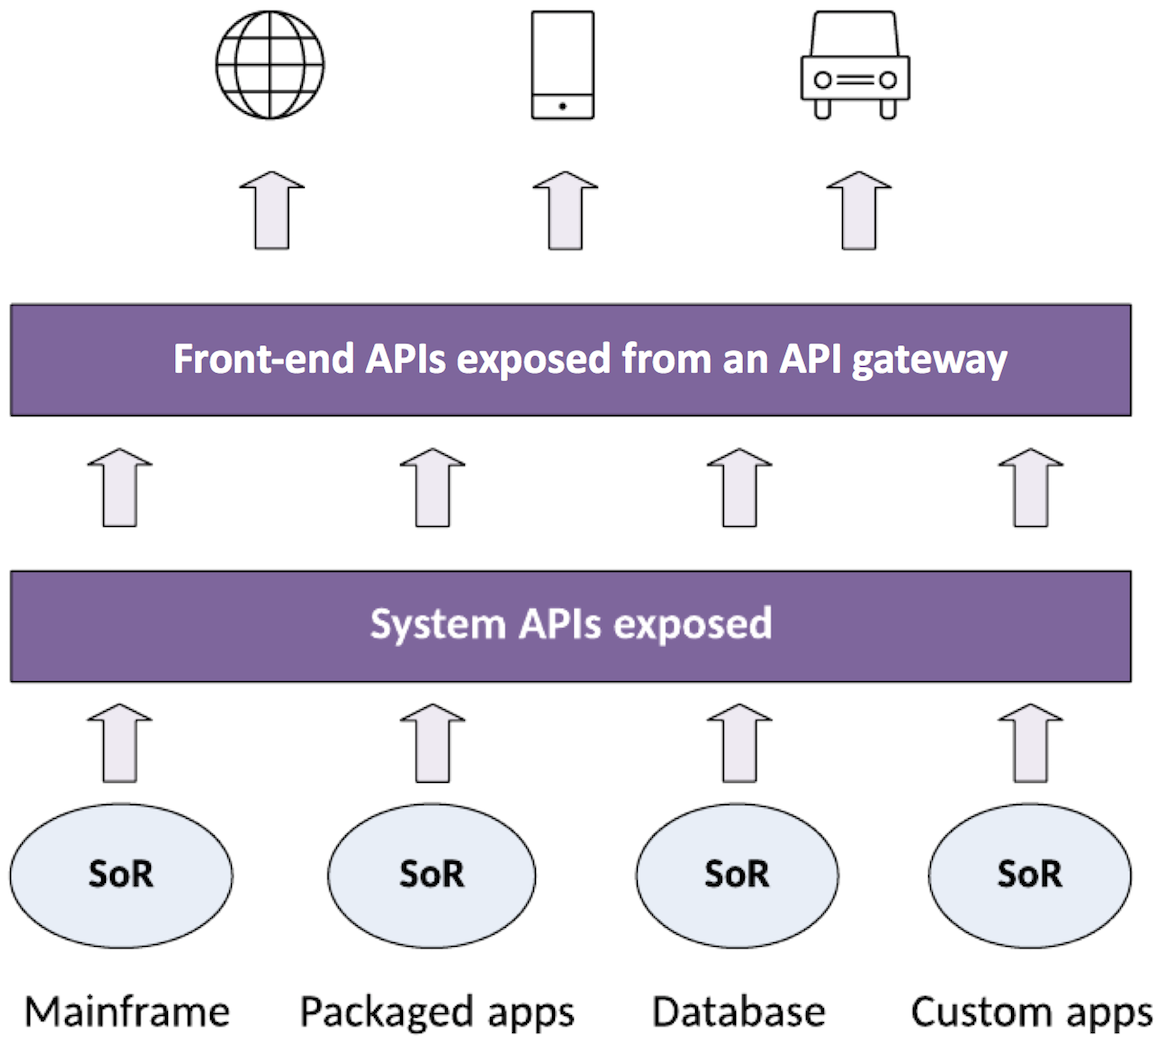 Front-end APIs exposed from an API gateway
System APIs exposed
SoR SoR SoR SoR
Mainframe Packaged apps Database Custom apps